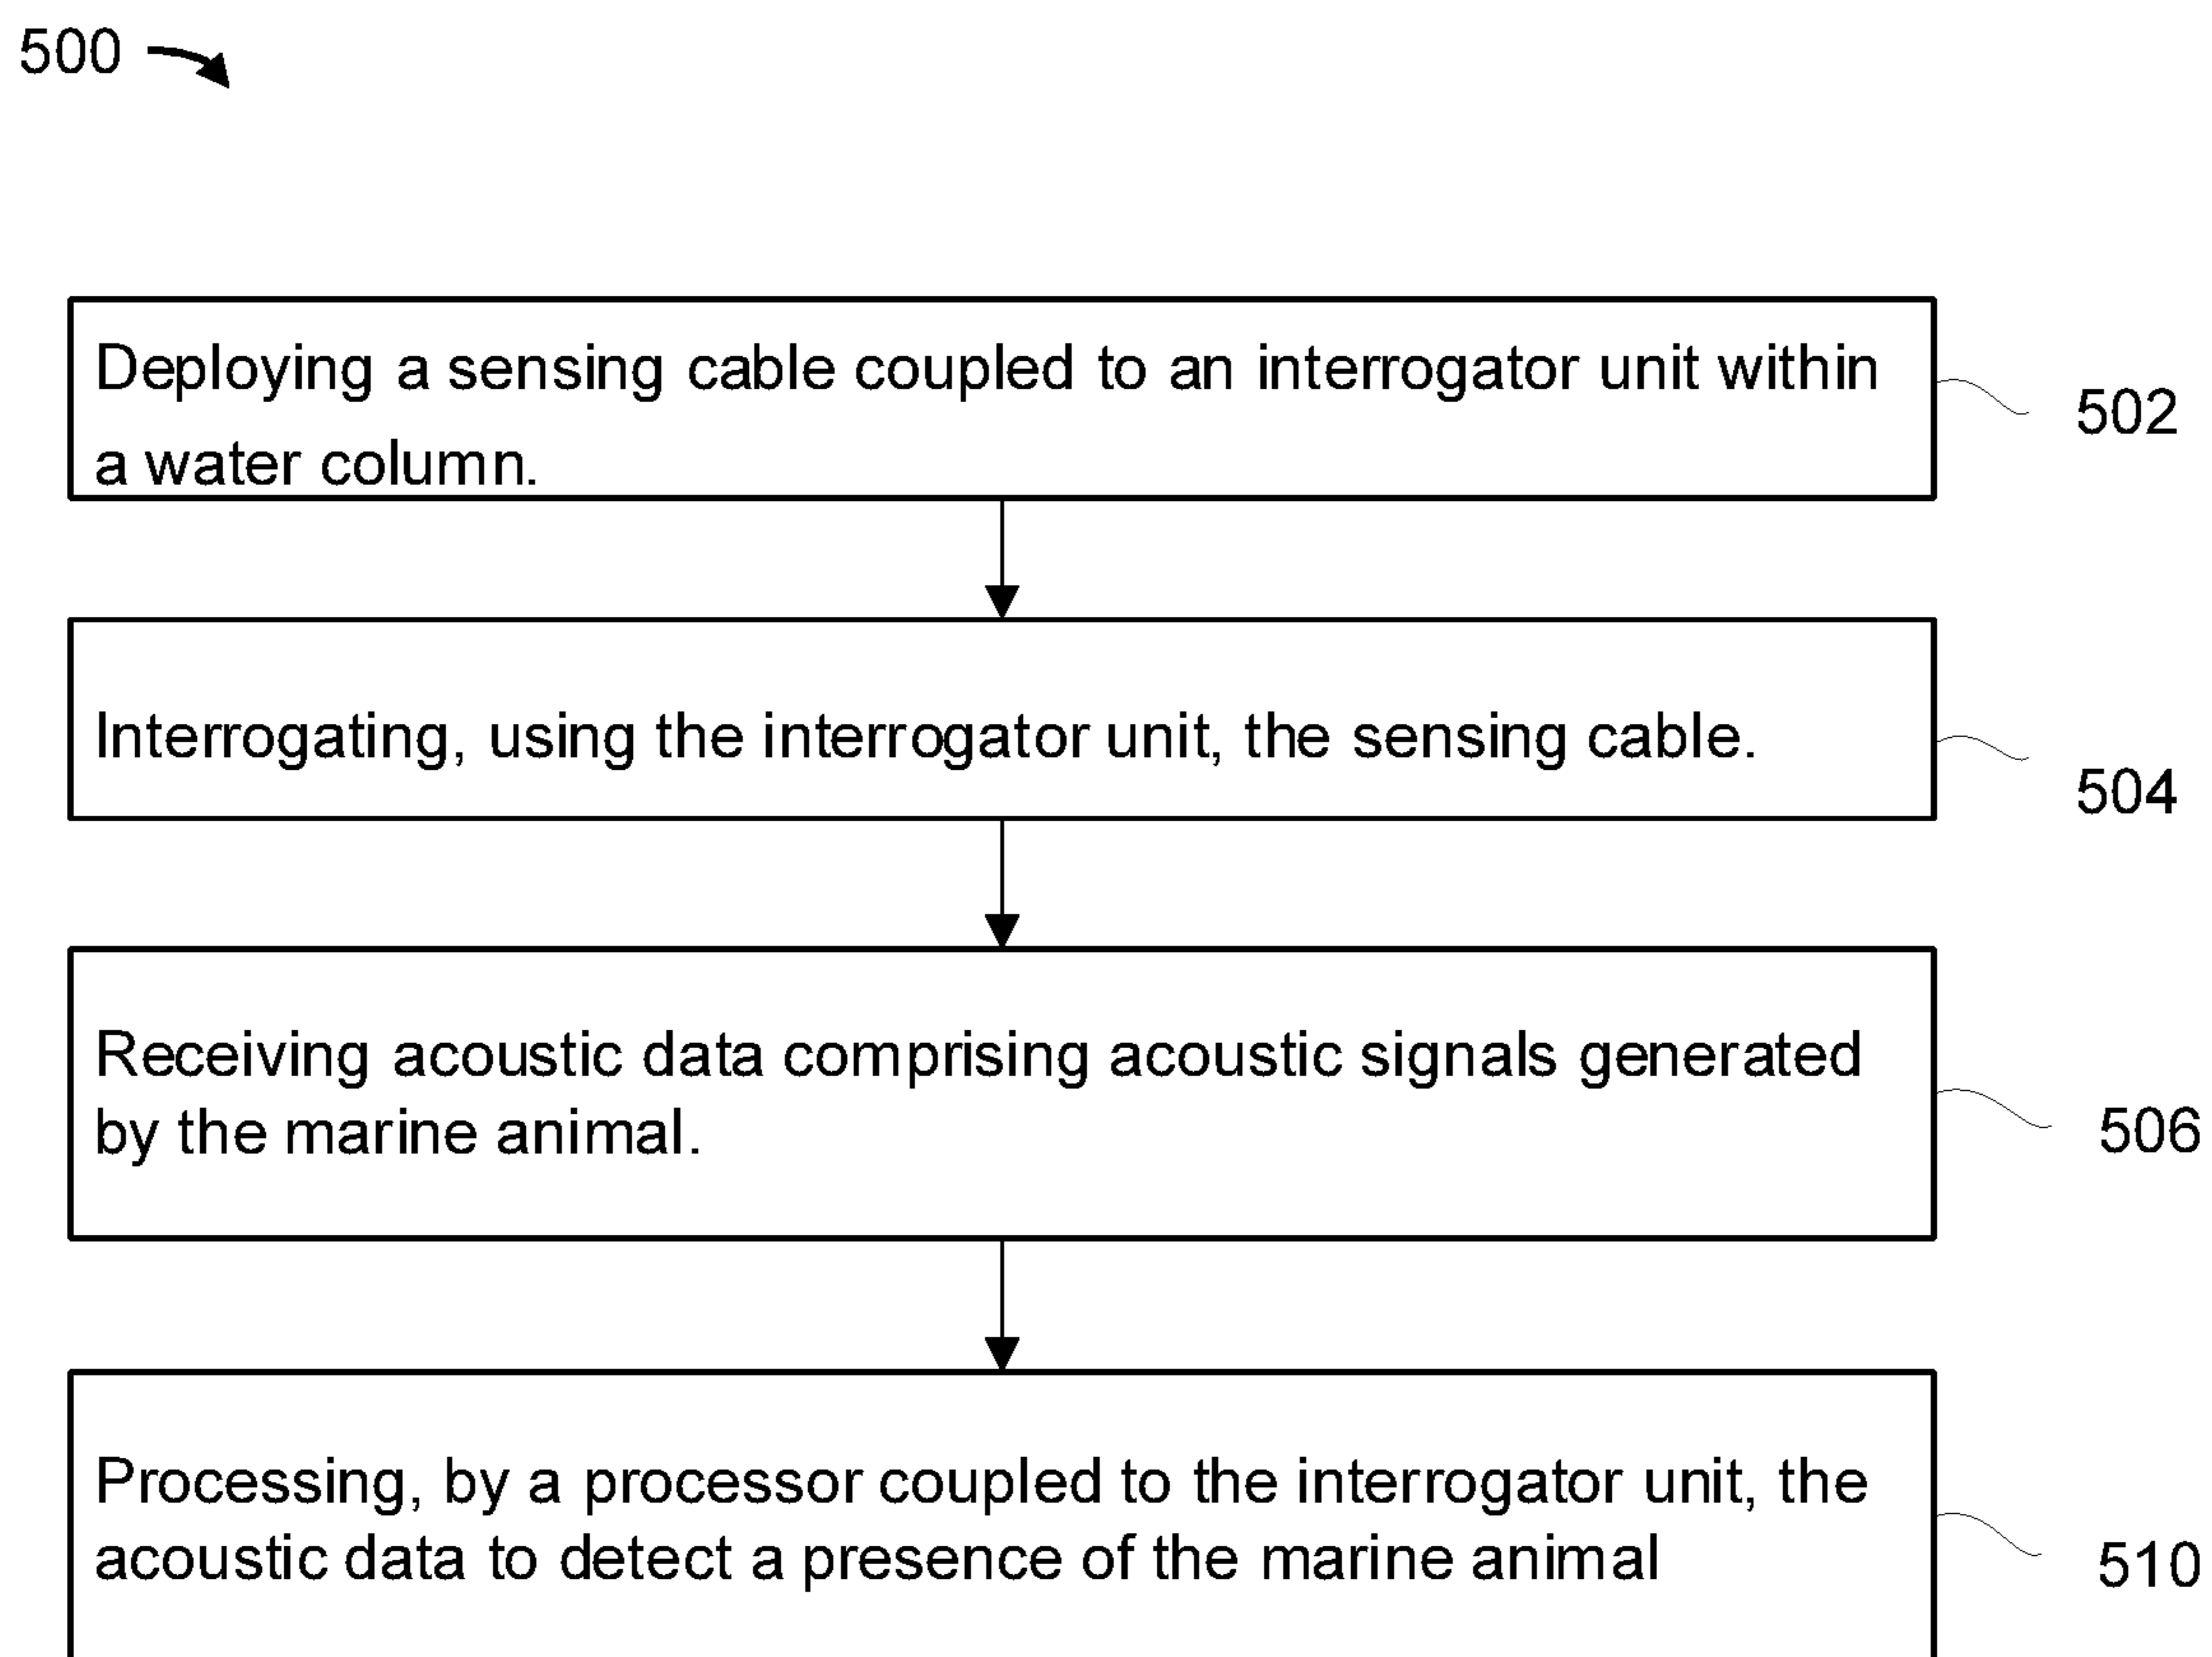 500
Deploying a sensing cable coupled to an interrogator unit within
a water column.
502
Interrogating, using the interrogator unit, the sensing cable.
504
Receiving acoustic data comprising acoustic signals generated
by the marine animal.
506
Processing, by a processor coupled to the interrogator unit, the
acoustic data to detect a presence of the marine animal
510